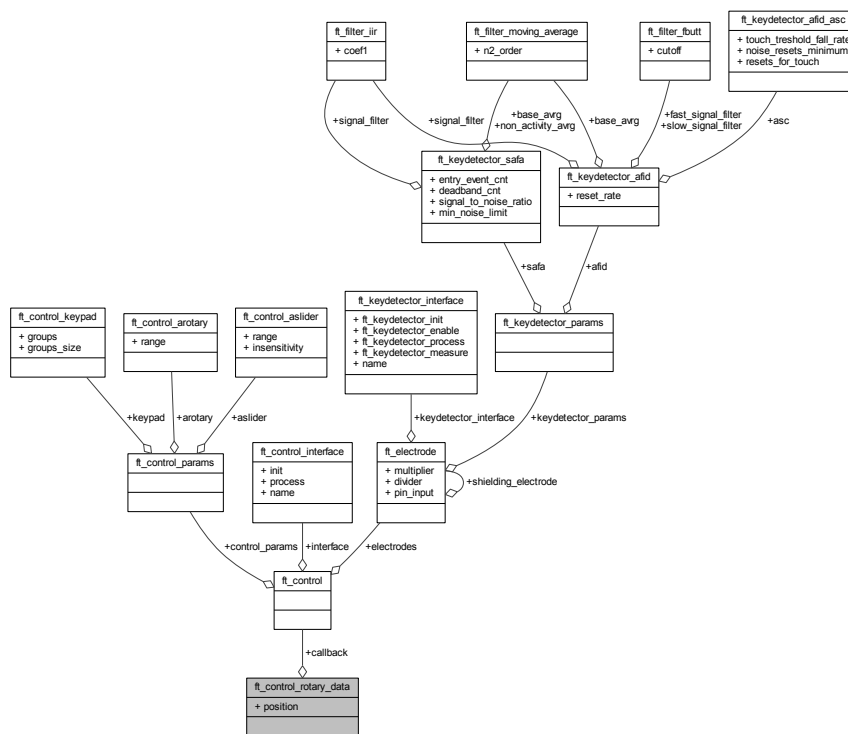 ft_filter_iir
+ coef1
ft_filter_moving_average
+ n2_order
ft_filter_fbutt
+ cutoff
ft_keydetector_afid_asc
+ touch_treshold_fall_rate
+ noise_resets_minimum
+ resets_for_touch
+signal_filter
+signal_filter
+base_avrg
+non_activity_avrg
+base_avrg
+fast_signal_filter
+slow_signal_filter
+asc
ft_keydetector_safa
+ entry_event_cnt
+ deadband_cnt
+ signal_to_noise_ratio
+ min_noise_limit
ft_keydetector_afid
+ reset_rate
+safa
+afid
ft_control_keypad
+ groups
+ groups_size
ft_control_arotary
+ range
ft_control_aslider
+ range
+ insensitivity
ft_keydetector_interface
+ ft_keydetector_init
+ ft_keydetector_enable
+ ft_keydetector_process
+ ft_keydetector_measure
+ name
ft_keydetector_params
+keypad
+arotary
+aslider
+keydetector_interface
+keydetector_params
ft_control_params
ft_control_interface
+ init
+ process
+ name
ft_electrode
+ multiplier
+ divider
+ pin_input
+shielding_electrode
+control_params
+interface
+electrodes
ft_control
+callback
ft_control_rotary_data
+ position